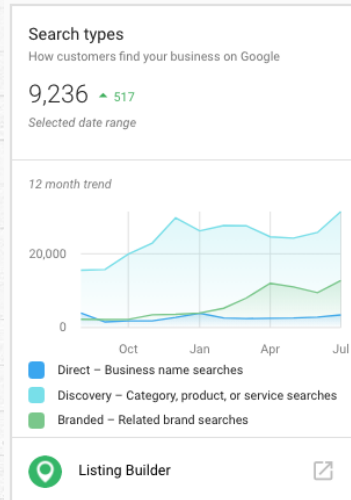 Search types
How customers find your business on Google
9,236 517
Selected date range
12 month trend
20,000
0
Oct Jan Apr Jul
Direct – Business name searches
Discovery – Category, product, or service searches
Branded – Related brand searches
Listing Builder